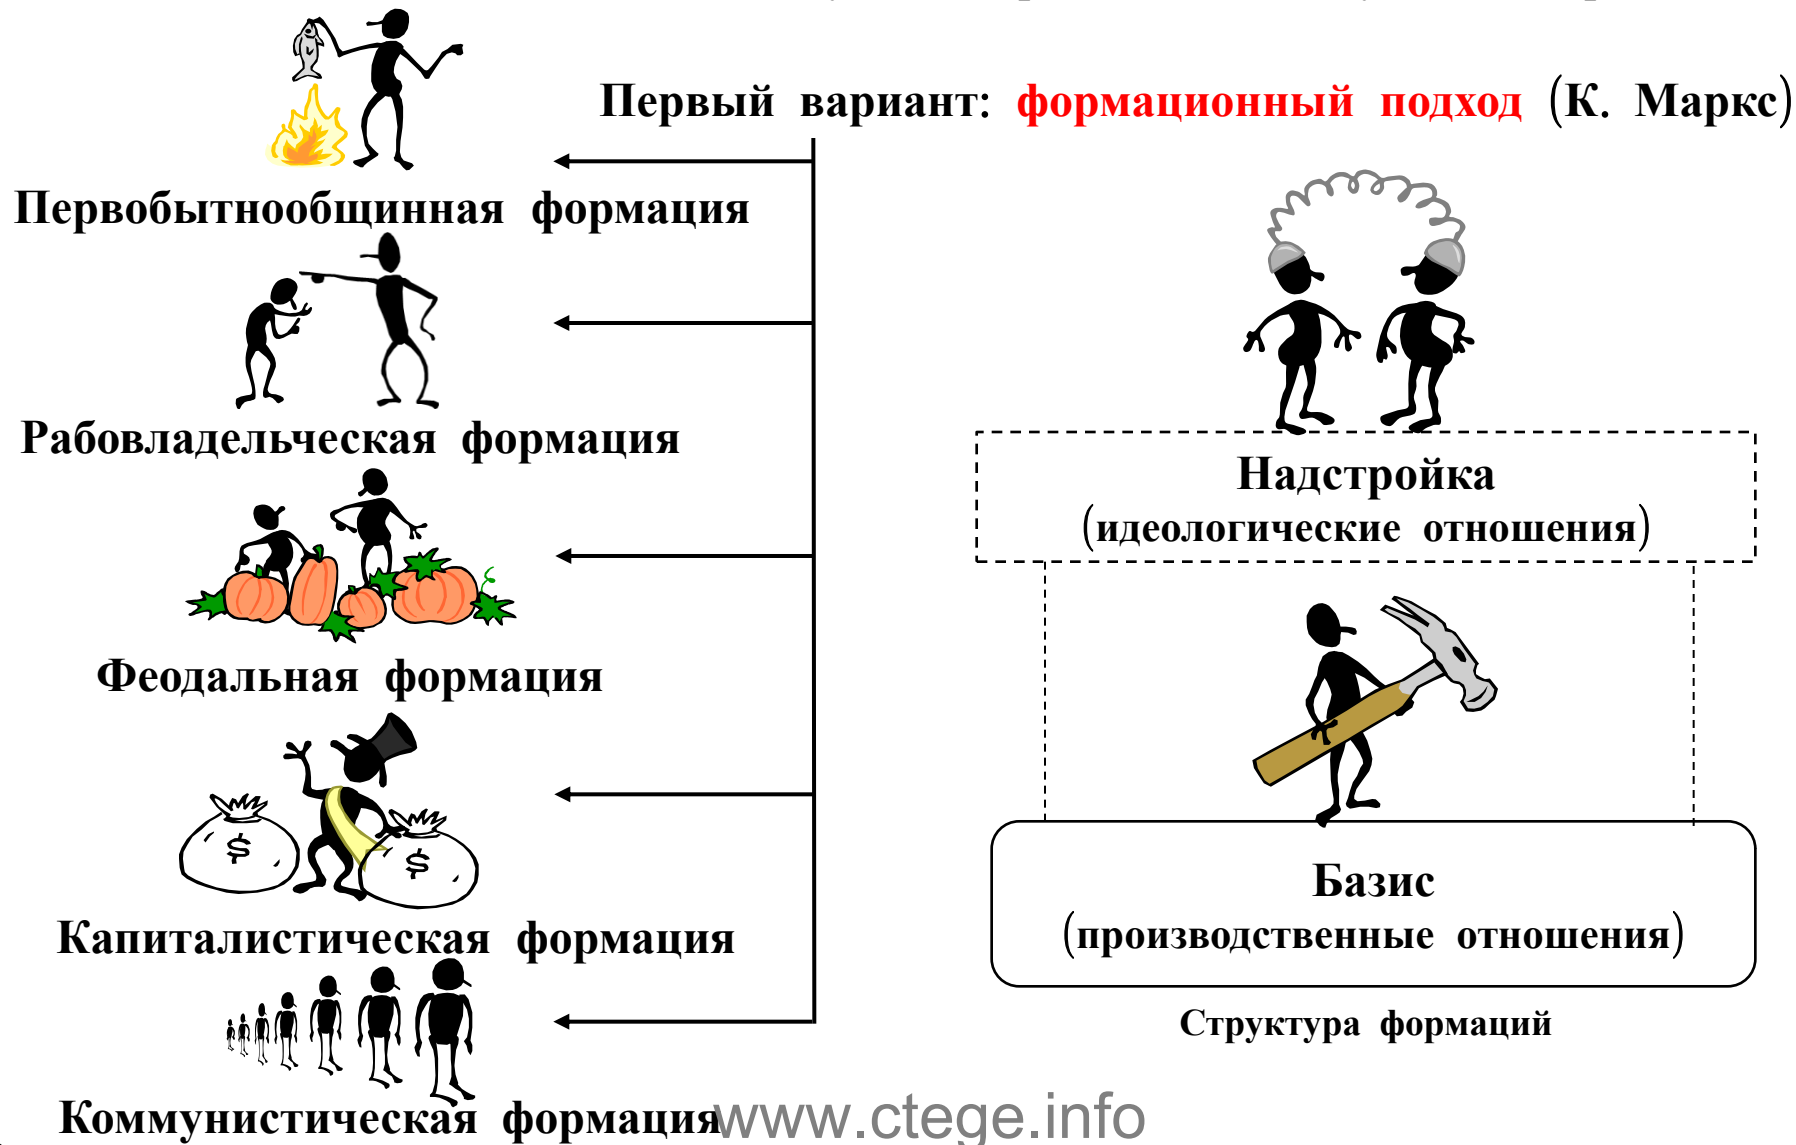 Первый вариант: формационный подход (К. Маркс)
Первобытнообщинная формация
Рабовладельческая формация
Феодальная формация
$
$
Капиталистическая формация
Коммунистическая формация
Надстройка
(идеологические отношения)
Базис
(производственные отношения)
Структура формаций
www.ctege.info